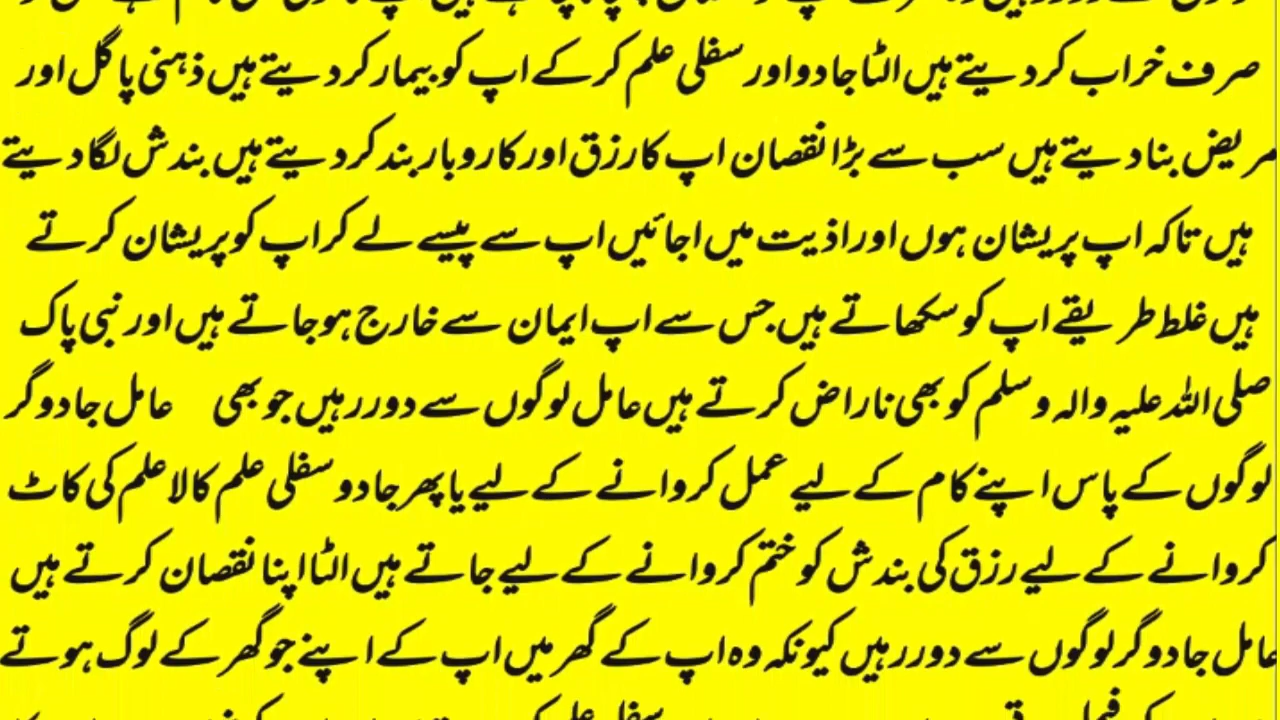 صرف خراب کر دیتے ہیں الٹا جادو اور سفلی علم کر کے اپ کو بیمار کر دیتے ہیں ذہنی پاگل اور
مریض بنا دیتے ہیں سب سے بڑا نقصان اپ کا رزق اور کاروبار بند کر دیتے ہیں بندش لگا دیتے
ہیں تاکہ اپ پریشان ہوں اور اذیت میں اجائیں اپ سے پیسے لے کر اپ کو پریشان کرتے
ہیں غلط طریقے اپ کو سکھاتے ہیں جس سے اپ ایمان سے خارج ہو جاتے ہیں اور نبی پاک
صلی اللہ علیہ والہ وسلم کو بھی ناراض کرتے ہیں عامل لوگوں سے دور رہیں جو بھی عامل جادوگر
لوگوں کے پاس اپنے کام کے لیے عمل کروانے کے لیے یا پھر جادو سفلی علم کالا علم کی کاٹ
کروانے کے لیے رزق کی بندش کو ختم کروانے کے لیے جاتے ہیں الٹا اپنا نقصان کرتے ہیں
عامل جادوگر لوگوں سے دور رہیں کیونکہ وہ اپ کے گھر میں اپ کے اپنے جو گھر کے لوگ ہوتے